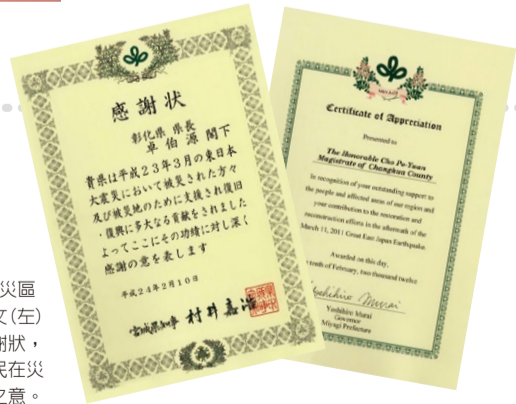 感謝状
彰化県 県長
卓伯源 閣下
貴県は平成23年3月の東日本
大震災において被災された方々
及び被災地のために支援され復旧
・復興に多大なる貢献をされました
よってここにその功績に対し深く
感謝の意を表します
平成24年2月10日
宮城県知事 村井嘉浩
Certificate of Appreciation
Presented to
The Honorable Cho Po-Yuan
Magistrate of Changhua County
In recognition of your outstanding support to
the people and affected areas of our region and
your contribution to the restoration and
reconstruction efforts in the aftermath of the
March 11, 2011 Great East Japan Earthquake.
Awarded on this day,
tenth of February, two thousand twelve
Yoshihiro Murai
Yoshihiro Murai
Governor
Miyagi Prefecture
災區
文(左)
謝狀，
民在災
之意。